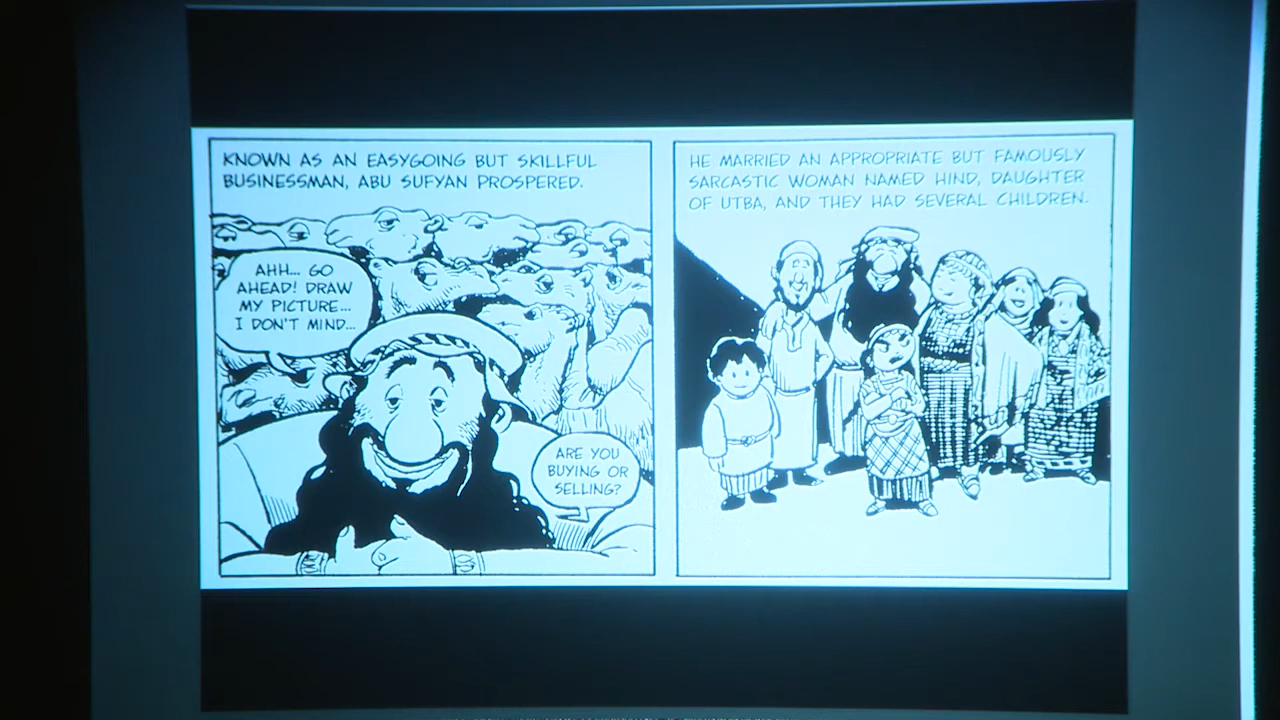 KNOWN AS AN EASYGOING BUT SKILLFUL
BUSINESSMAN, ABU SUFYAN PROSPERED.
AHH... GO
AHEAD! DRAW
MY PICTURE...
I DON'T MIND...
ARE YOU
BUYING OR
SELLING?
HE MARRIED AN APPROPRIATE BUT FAMOUSLY
SARCASTIC WOMAN NAMED HIND, DAUGHTER
OF UTBA, AND THEY HAD SEVERAL CHILDREN.